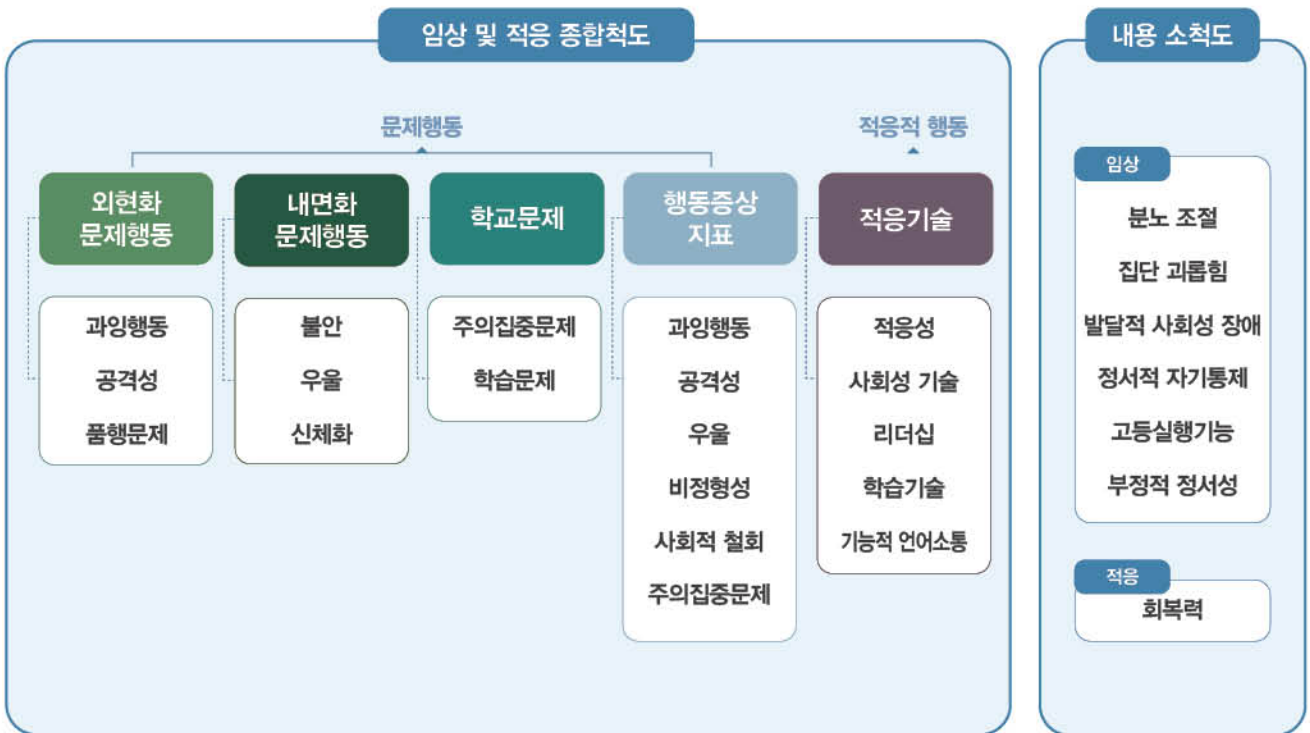 임상 및 적응 종합척도
문제행동
적응적 행동
외현화
문제행동
과잉행동
공격성
품행문제
내면화
문제행동
불안
우울
신체화
학교문제
주의집중문제
학습문제
행동증상
지표
과잉행동
공격성
우울
비정형성
사회적 철회
주의집중문제
적응기술
적응성
사회성 기술
리더십
학습기술
기능적 언어소통
내용 소척도
임상
분노 조절
집단 괴롭힘
발달적 사회성 장애
정서적 자기통제
고등실행기능
부정적 정서성
적응
회복력